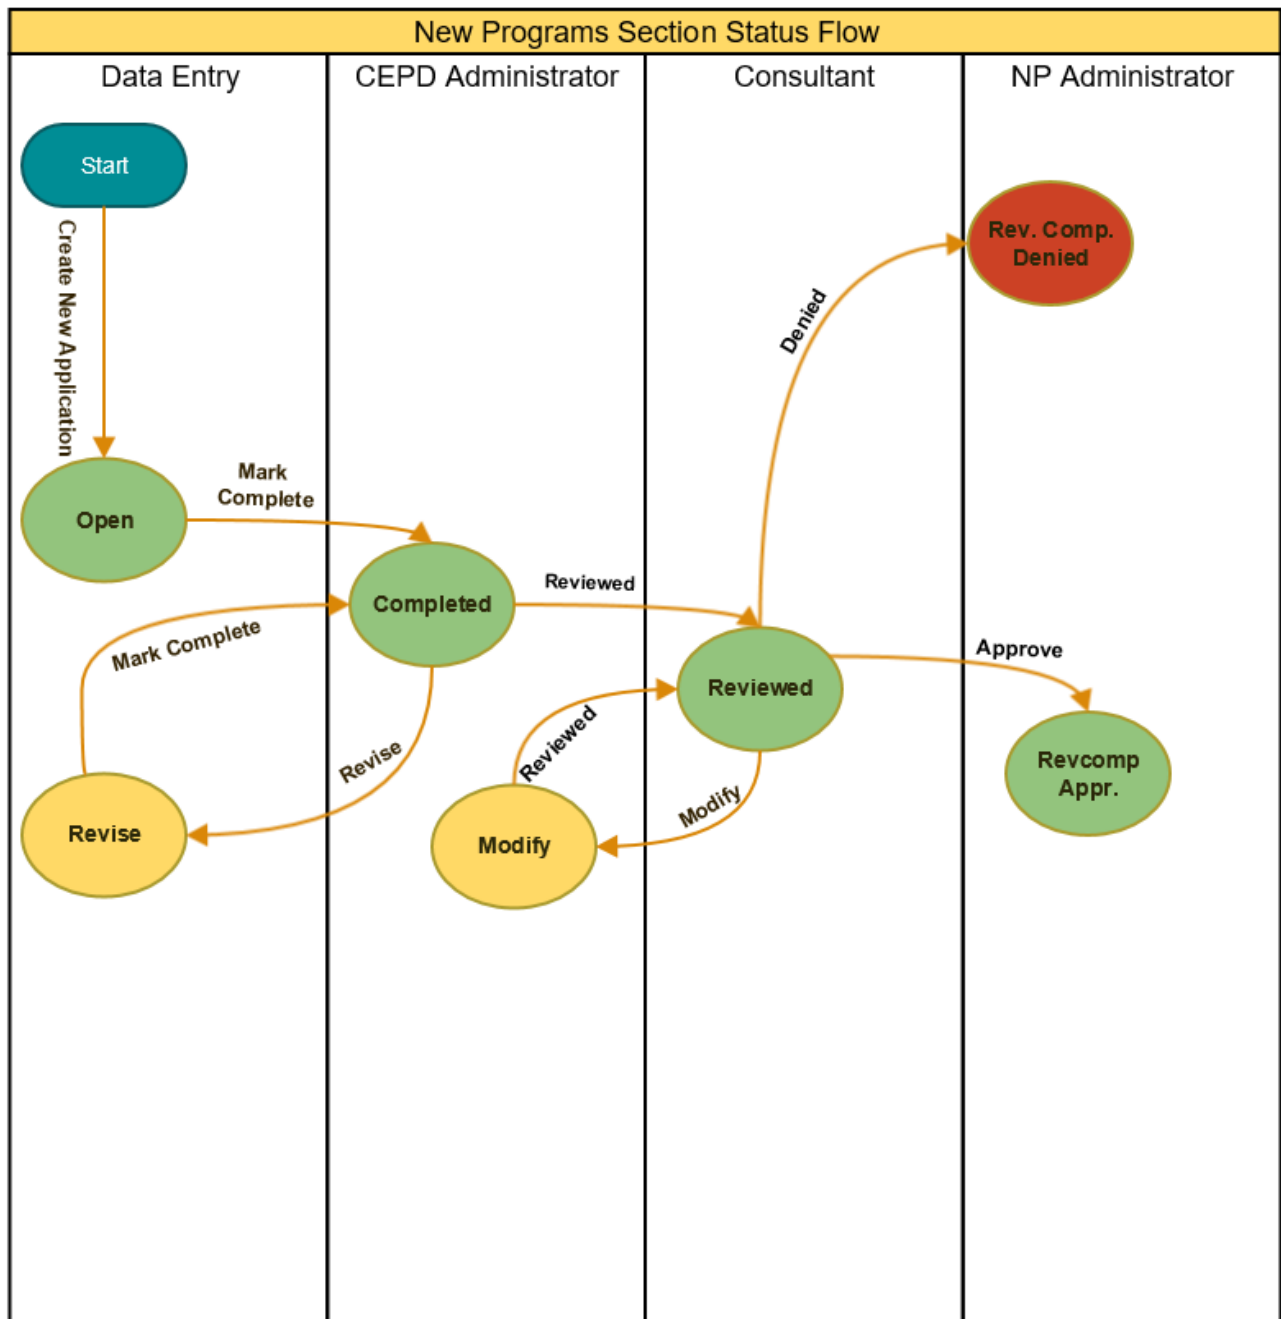 New Programs Section Status Flow
Data Entry
CEPD Administrator
Consultant
NP Administrator
Start
Create New Application
Rev. Comp.
Denied
Denied
Open
Mark
Complete
Completed
Reviewed
Mark Complete
Reviewed
Approve
Revise
Reviewed
Modify
Revise
Modify
Revcomp
Appr.